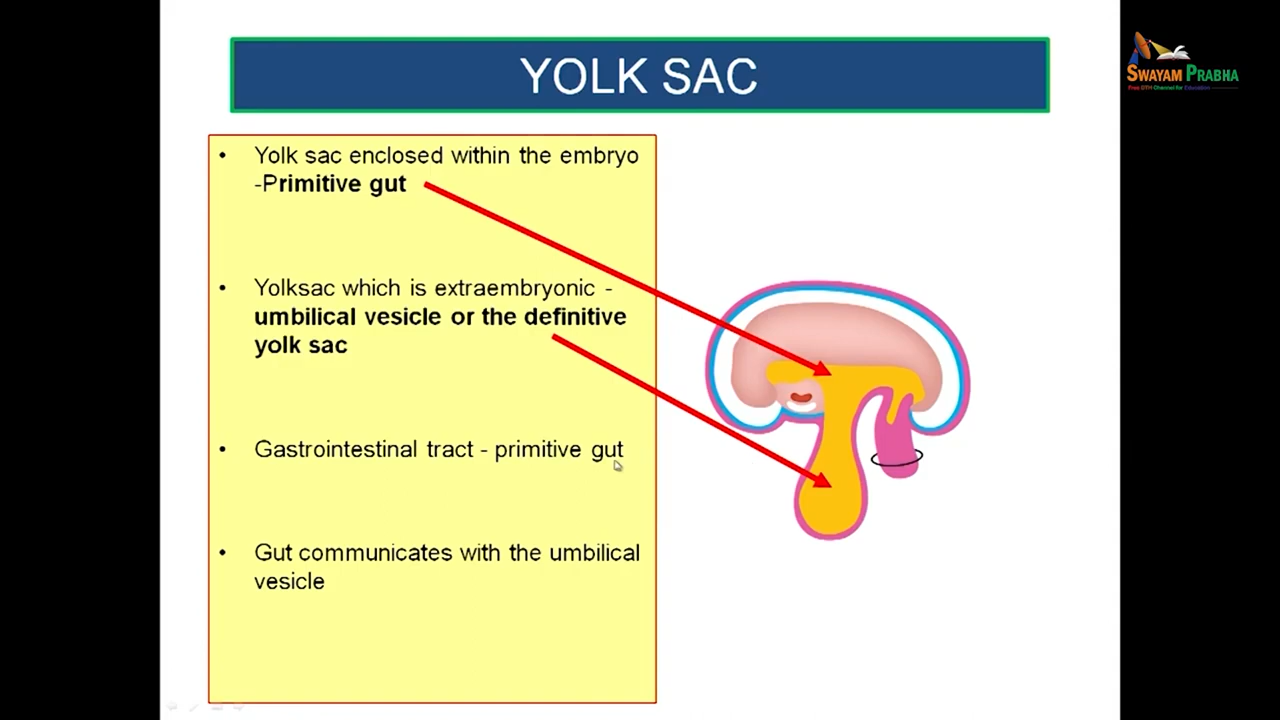 YOLK SAC
SWAYAM PRABHA
Free DTH Channel for Education
• Yolk sac enclosed within the embryo
-Primitive gut
• Yolksac which is extraembryonic -
umbilical vesicle or the definitive
yolk sac
• Gastrointestinal tract - primitive gut
• Gut communicates with the umbilical
vesicle